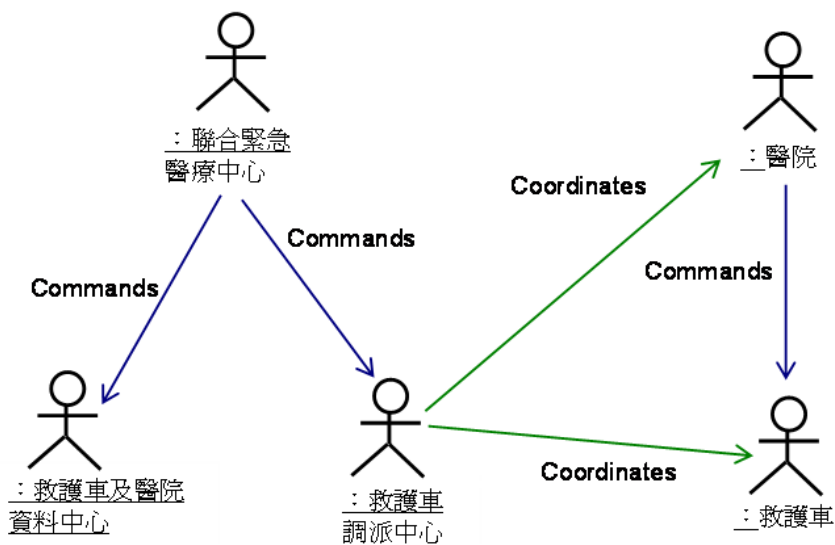 ：聯合緊急
醫療中心
：醫院
Coordinates
Commands
Commands
Commands
：救護車及醫院
資料中心
：救護車
調派中心
Coordinates
：救護車